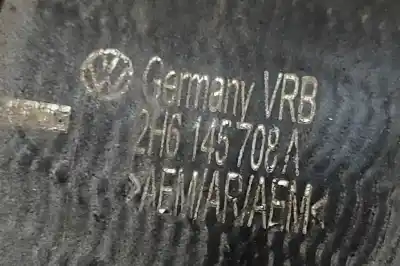 Germany VRB
2H6 145 708 A
>AEM/AR/AEM<